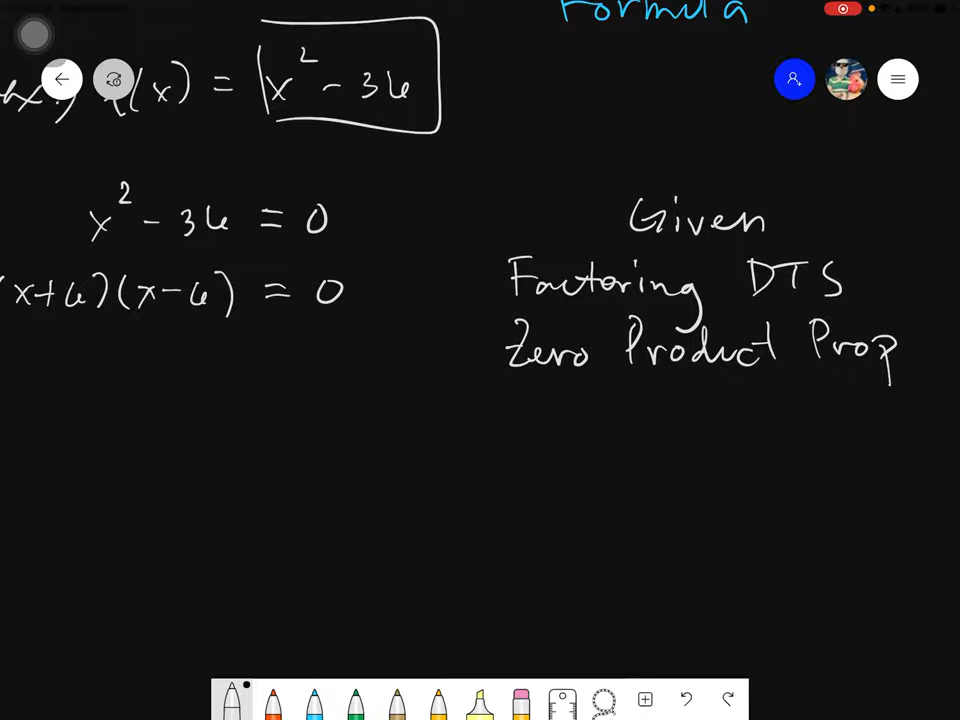 Formula
(x) = x² - 36
x² - 36 = 0
Given
(x+6)(x-6) = 0
Factoring DTS
Zero Product Prop